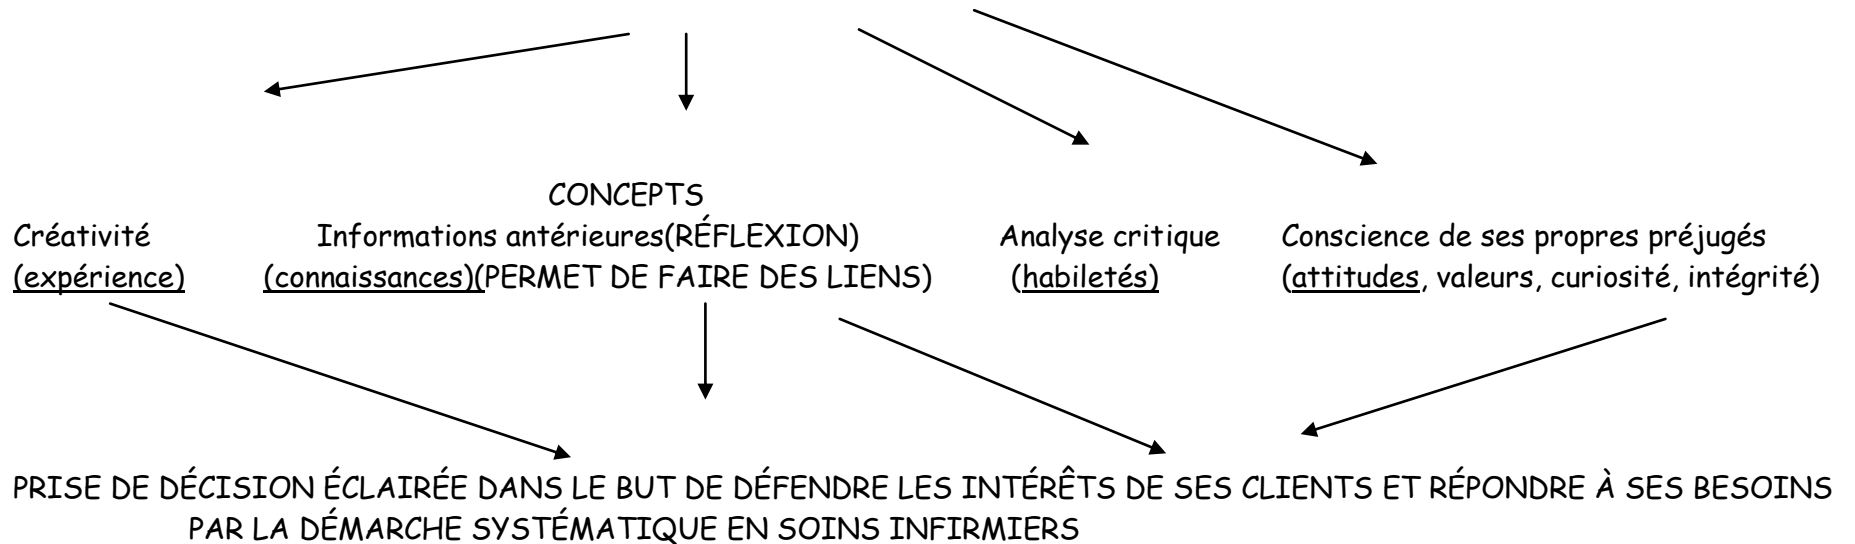 CONCEPTS
Créativité Informations antérieures(RÉFLEXION) Analyse critique Conscience de ses propres préjugés
(expérience) (connaissances)(PERMET DE FAIRE DES LIENS) (habiletés) (attitudes, valeurs, curiosité, intégrité)
PRISE DE DÉCISION ÉCLAIRÉE DANS LE BUT DE DÉFENDRE LES INTÉRÊTS DE SES CLIENTS ET RÉPONDRE À SES BESOINS
PAR LA DÉMARCHE SYSTÉMATIQUE EN SOINS INFIRMIERS